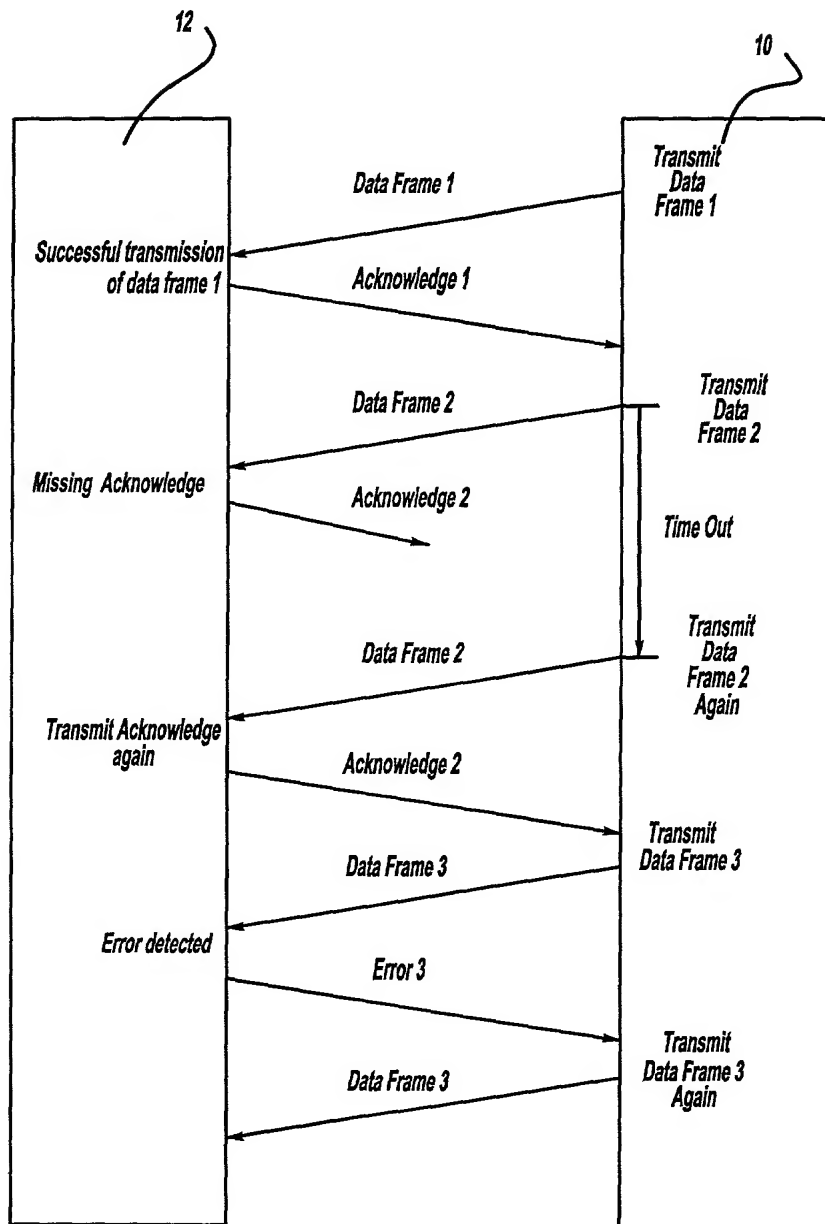 12
10
Transmit
Data
Frame 1
Data Frame 1
Successful transmission
of data frame 1
Acknowledge 1
Data Frame 2
Transmit
Data
Frame 2
Missing Acknowledge
Acknowledge 2
Time Out
Data Frame 2
Transmit
Data
Frame 2
Again
Transmit Acknowledge
again
Acknowledge 2
Transmit
Data Frame 3
Data Frame 3
Error detected
Error 3
Transmit
Data Frame 3
Again
Data Frame 3